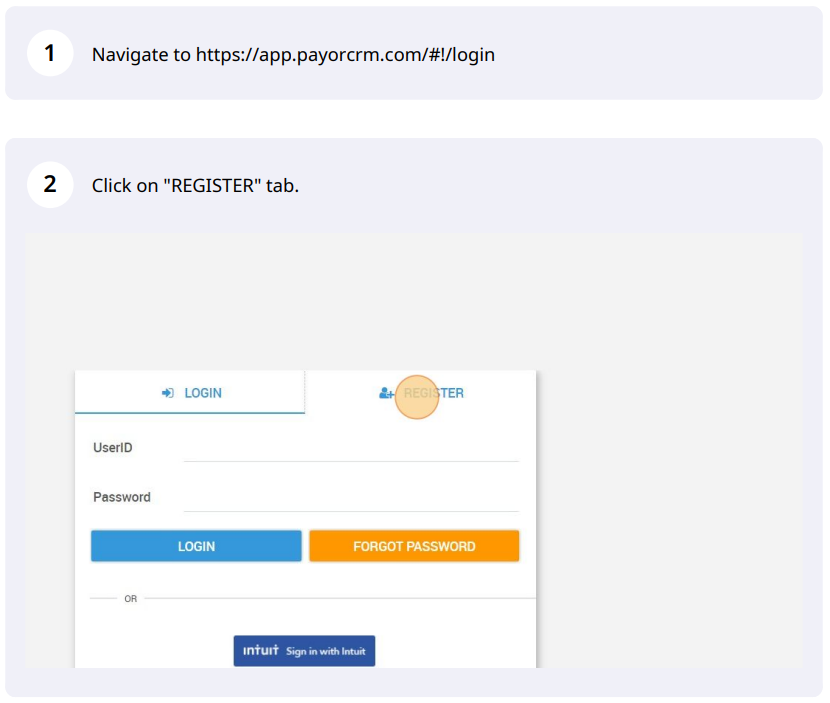 1 Navigate to https://app.payorcrm.com/#!/login
2 Click on "REGISTER" tab.
LOGIN REGISTER
UserID
Password
LOGIN FORGOT PASSWORD
OR
ıntuıt Sign in with Intuit